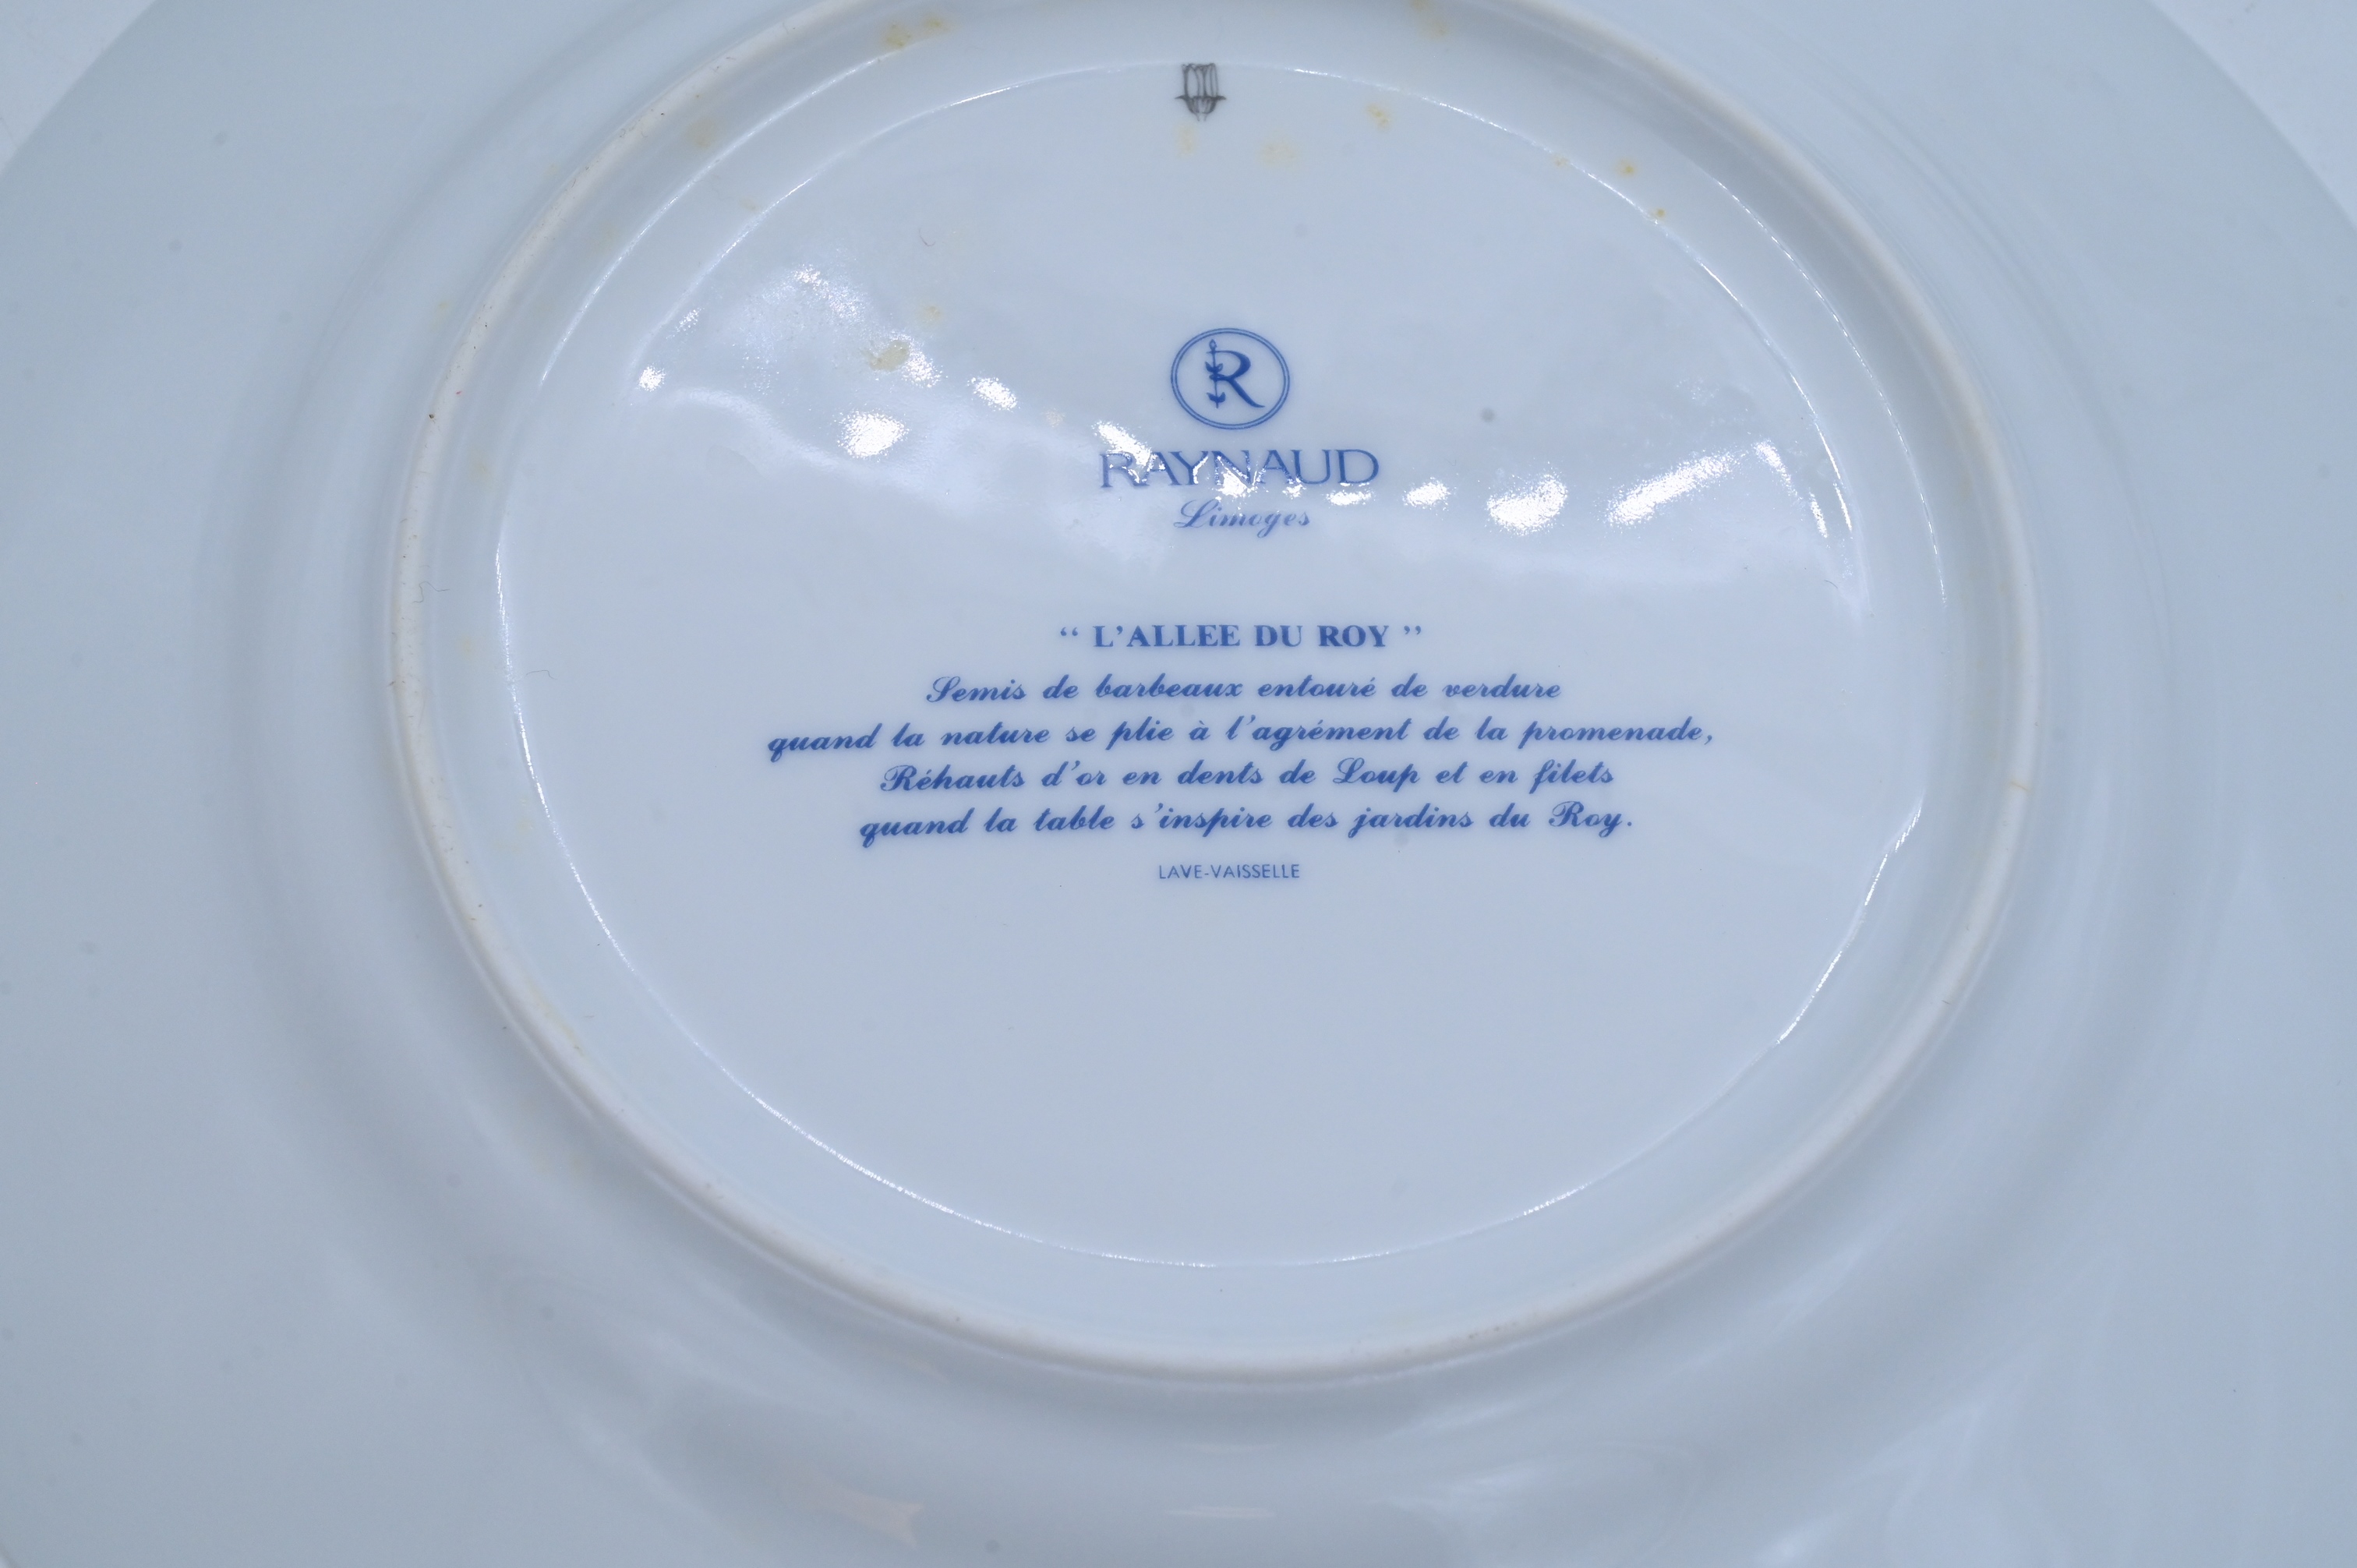 R
RAYNAUD
Limoges
“ L'ALLEE DU ROY ”
Semis de barbeaux entouré de verdure
quand la nature se plie à l'agrément de la promenade,
Réhauts d'or en dents de Loup et en filets
quand la table s'inspire des jardins du Roy.
LAVE-VAISSELLE